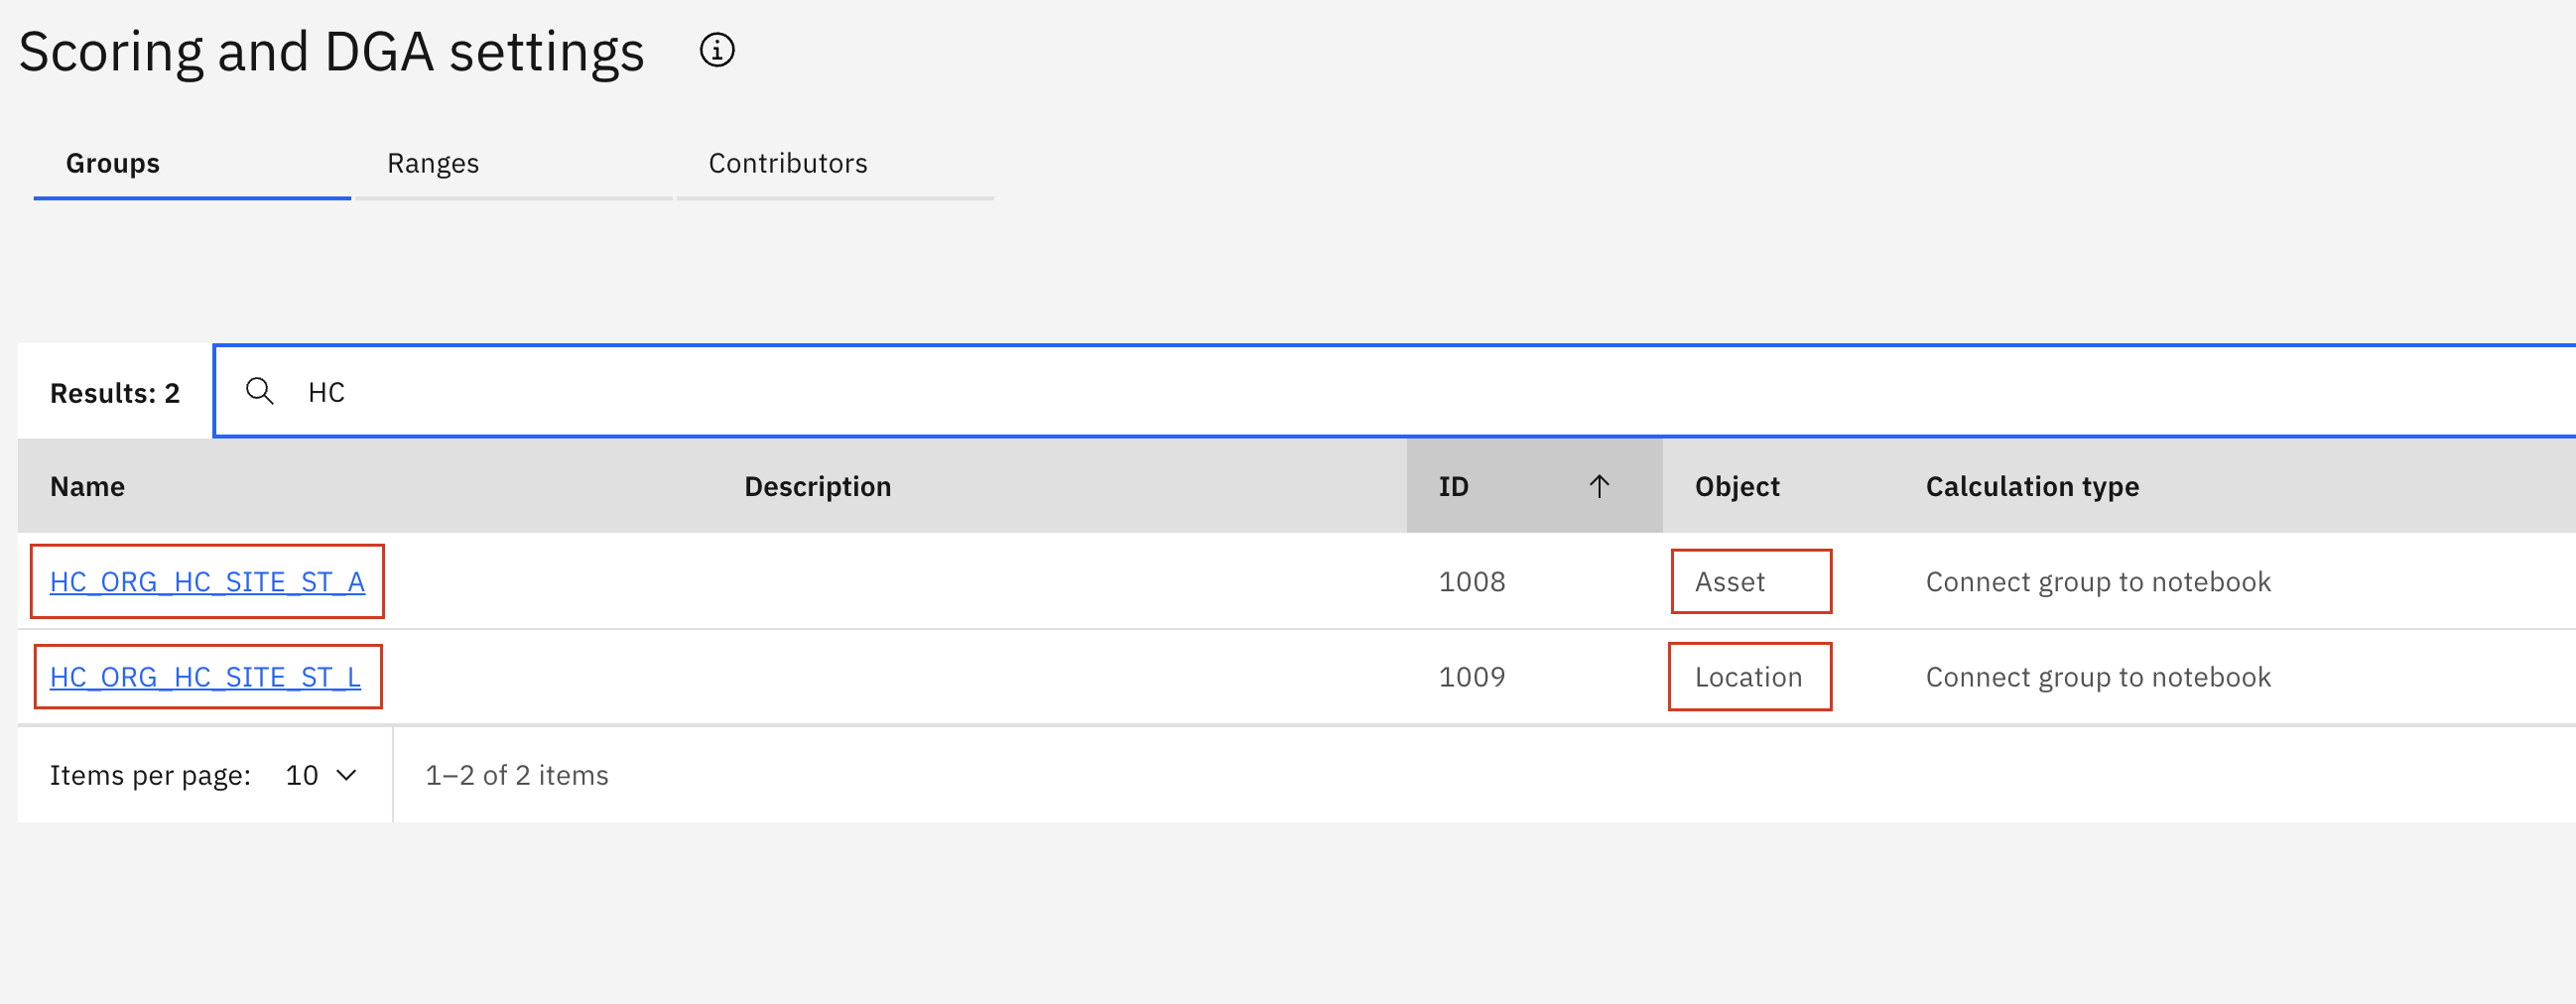 Scoring and DGA settings
Groups Ranges Contributors
Results: 2 HC
Name Description ID Object Calculation type
HC_ORG_HC_SITE_ST_A 1008 Asset Connect group to notebook
HC_ORG_HC_SITE_ST_L 1009 Location Connect group to notebook
Items per page: 10 1–2 of 2 items